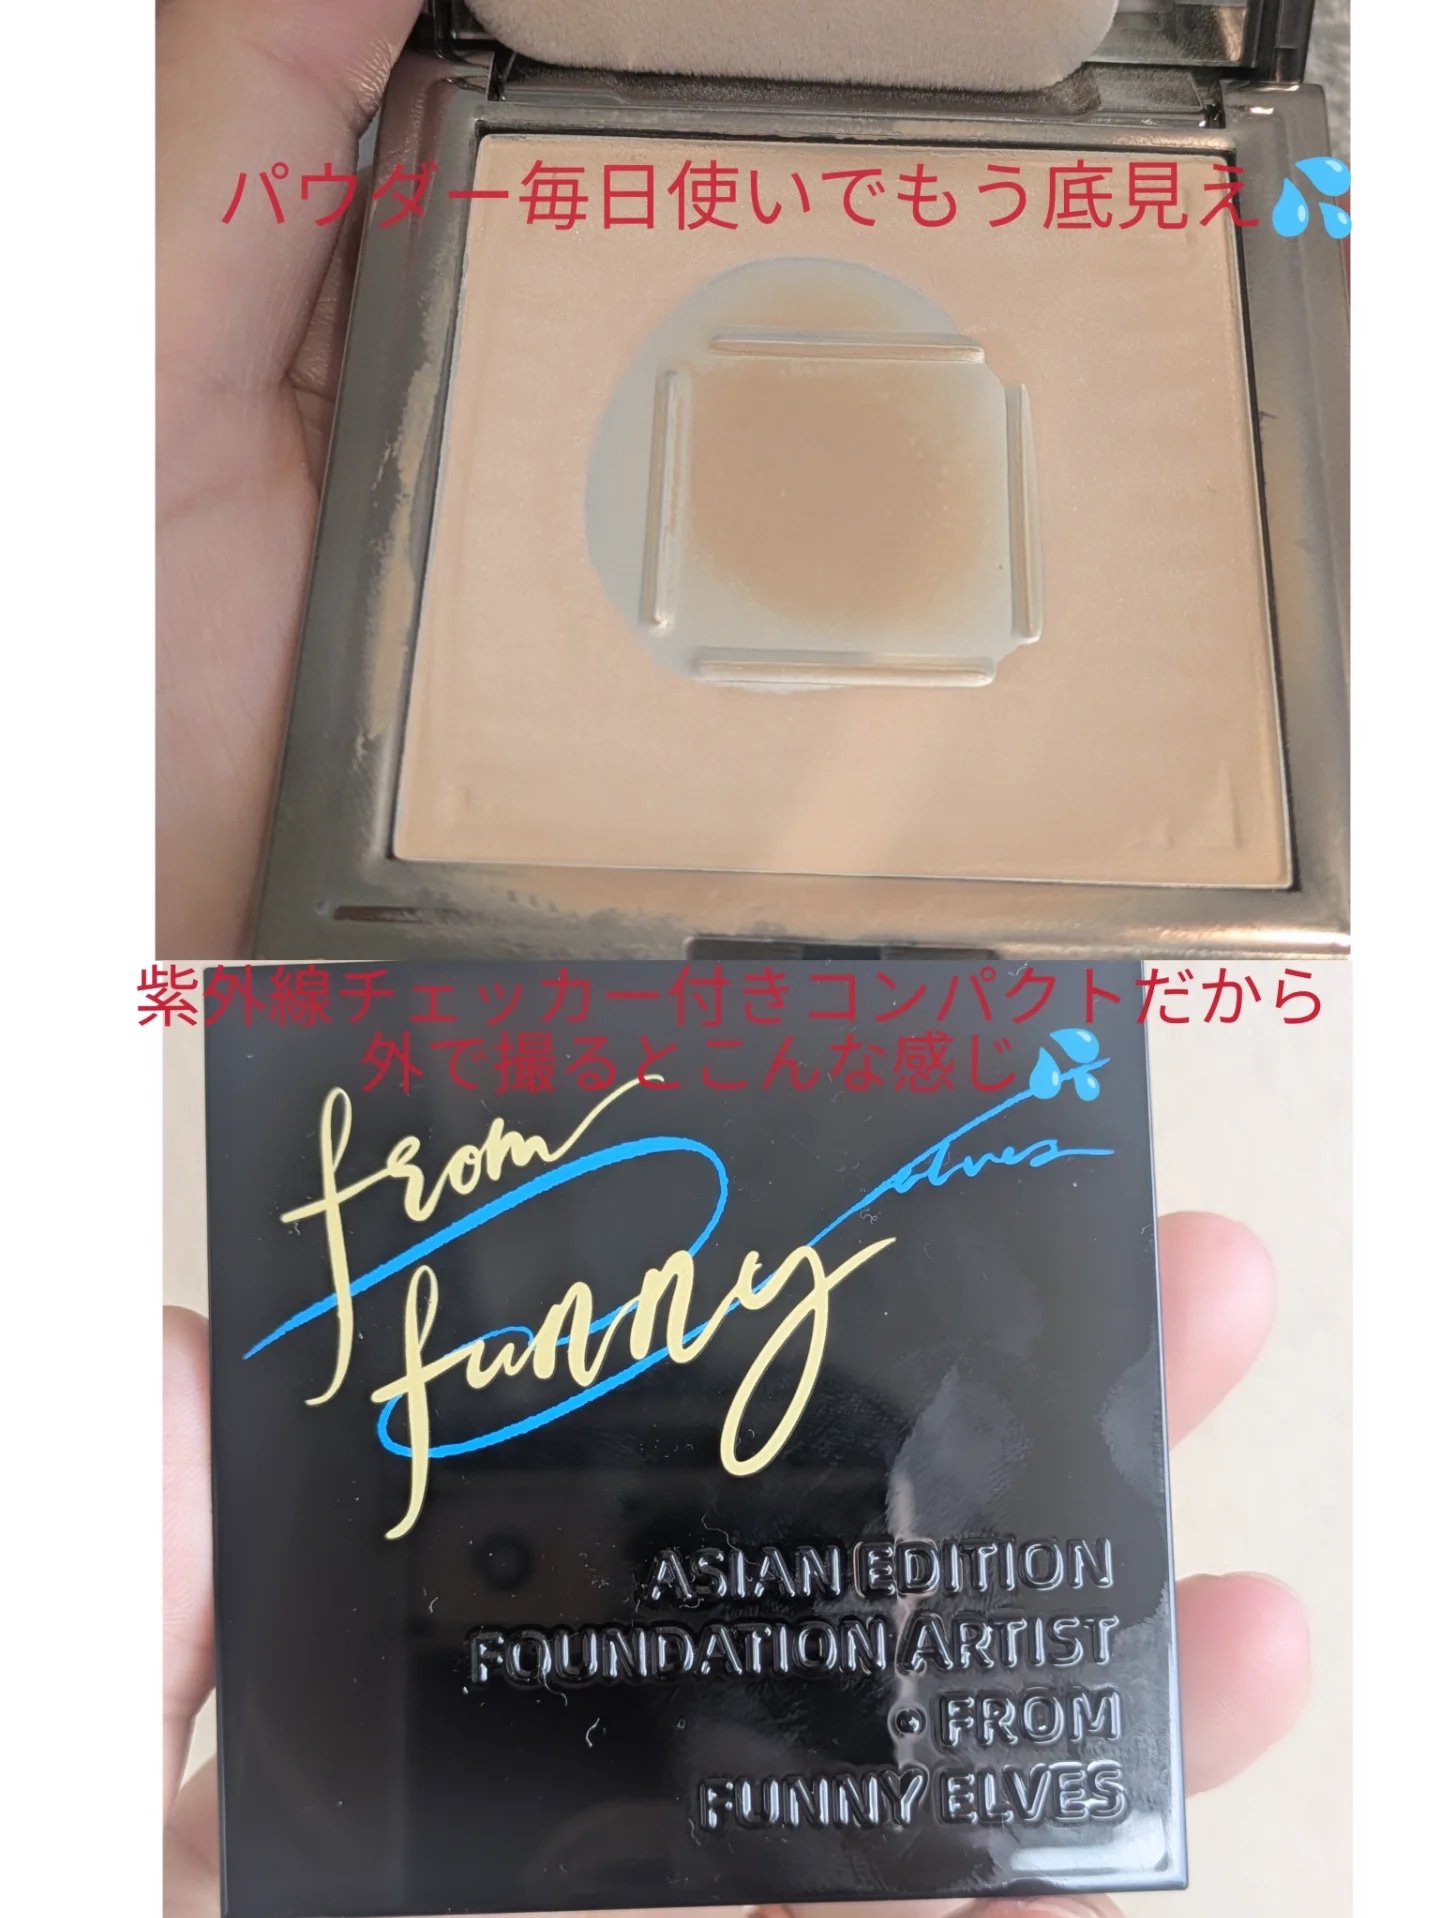 パウダー毎日使いでもう底見え💦
紫外線チェッカー付きコンパクトだから
外で撮るとこんな感じ💦
from
elves
funny
ASIAN EDITION
FOUNDATION ARTIST
• FROM
FUNNY ELVES